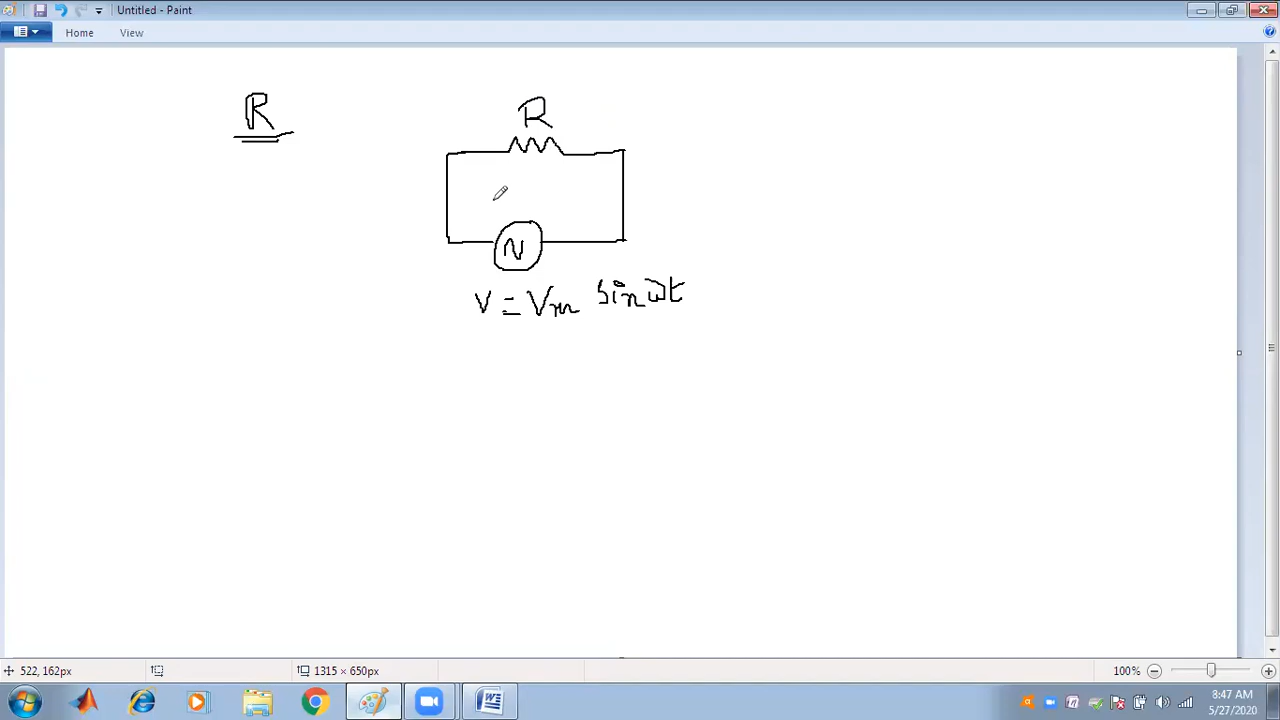 Untitled - Paint
Home View
R
R
N
V = Vm sin ωt
522, 162px
1315 × 650px
100%
8:47 AM
5/27/2020